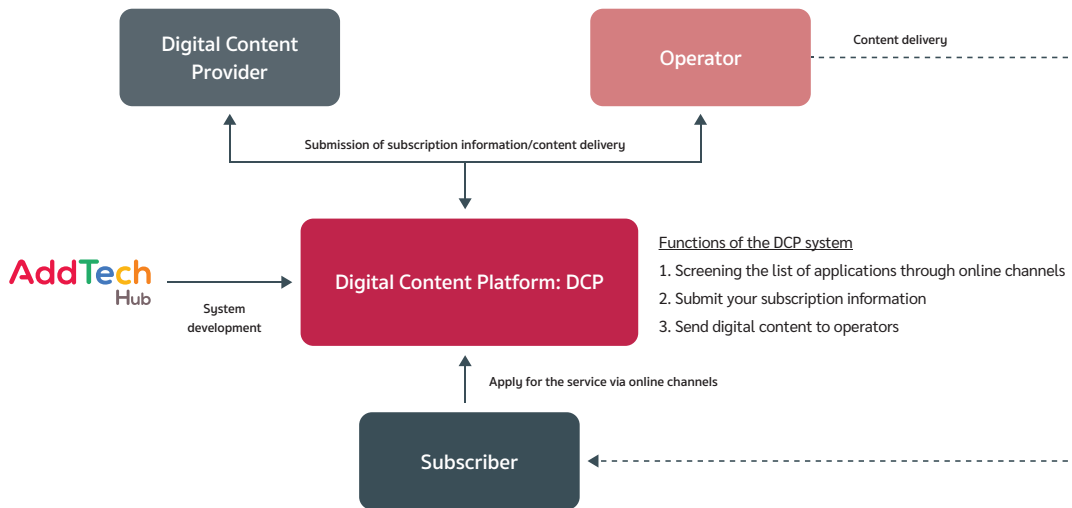 Digital Content
Provider
Operator
Content delivery
Submission of subscription information/content delivery
AddTech
Hub
System
development
Digital Content Platform: DCP
Functions of the DCP system
1. Screening the list of applications through online channels
2. Submit your subscription information
3. Send digital content to operators
Apply for the service via online channels
Subscriber